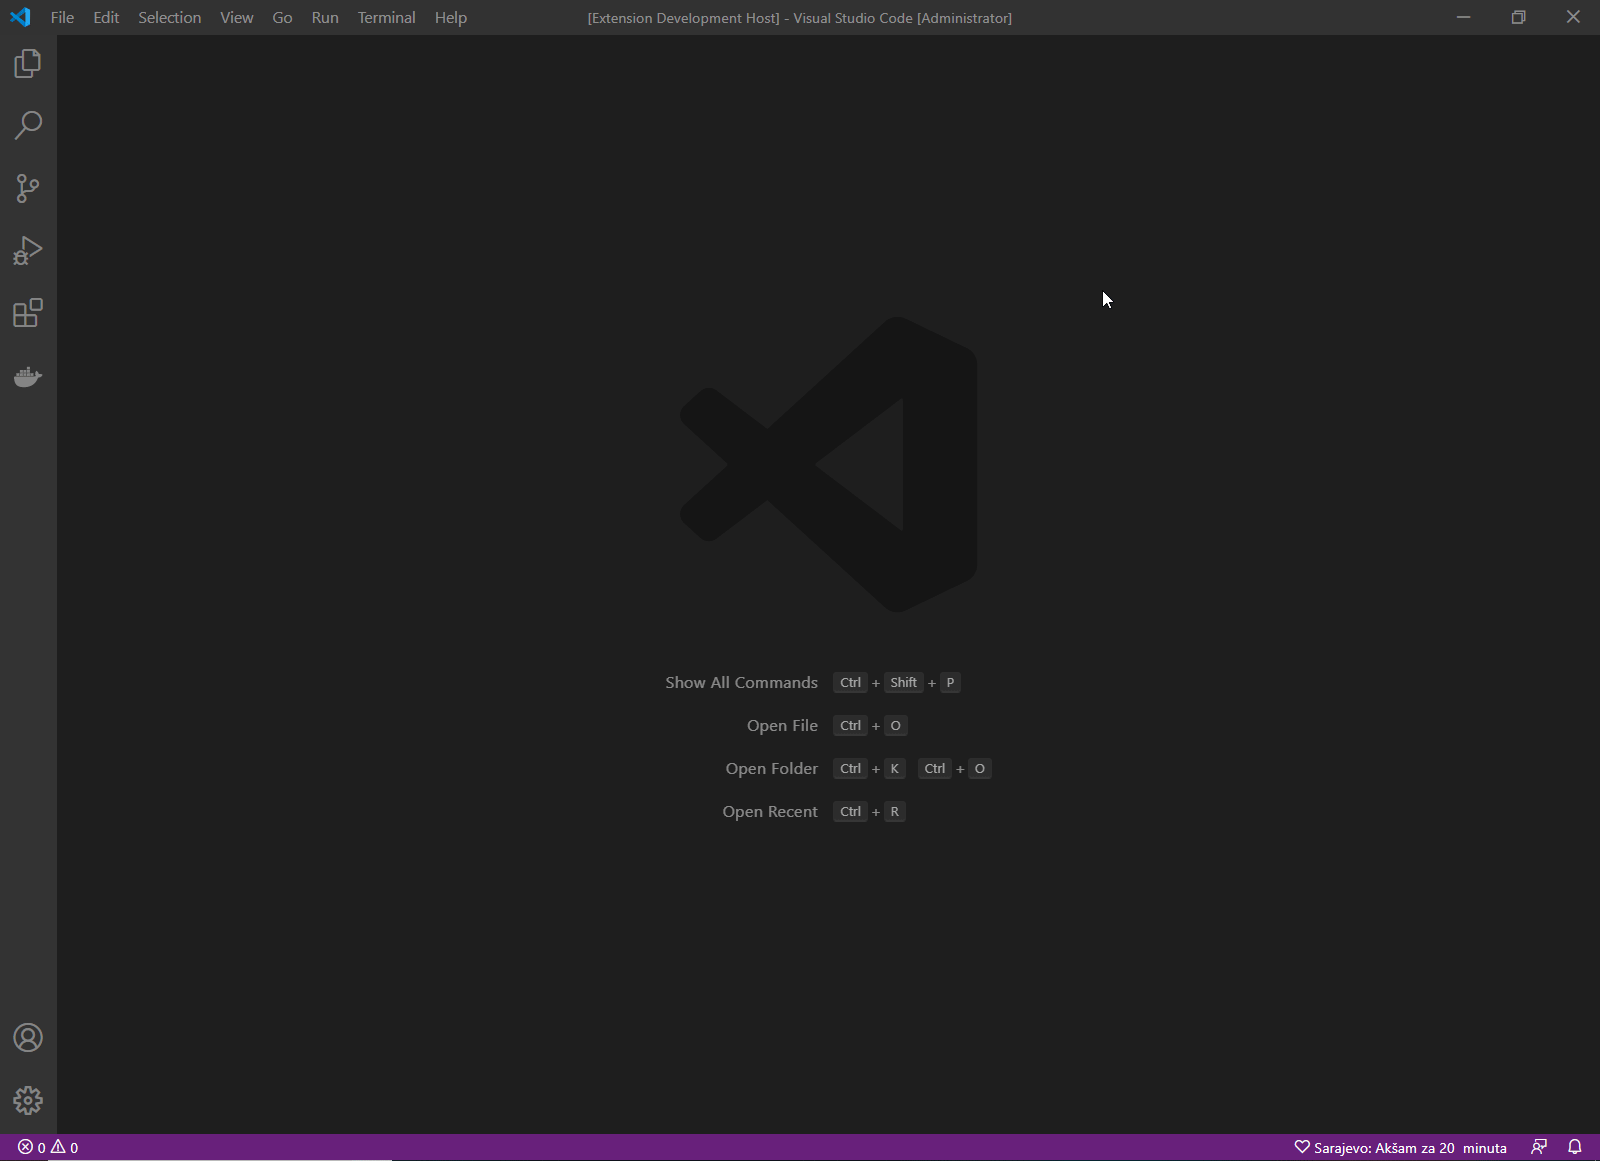 File Edit Selection View Go Run Terminal Help
[Extension Development Host] - Visual Studio Code [Administrator]
Show All Commands Ctrl + Shift + P
Open File Ctrl + O
Open Folder Ctrl + K Ctrl + O
Open Recent Ctrl + R
0 0
Sarajevo: Akšam za 20 minuta